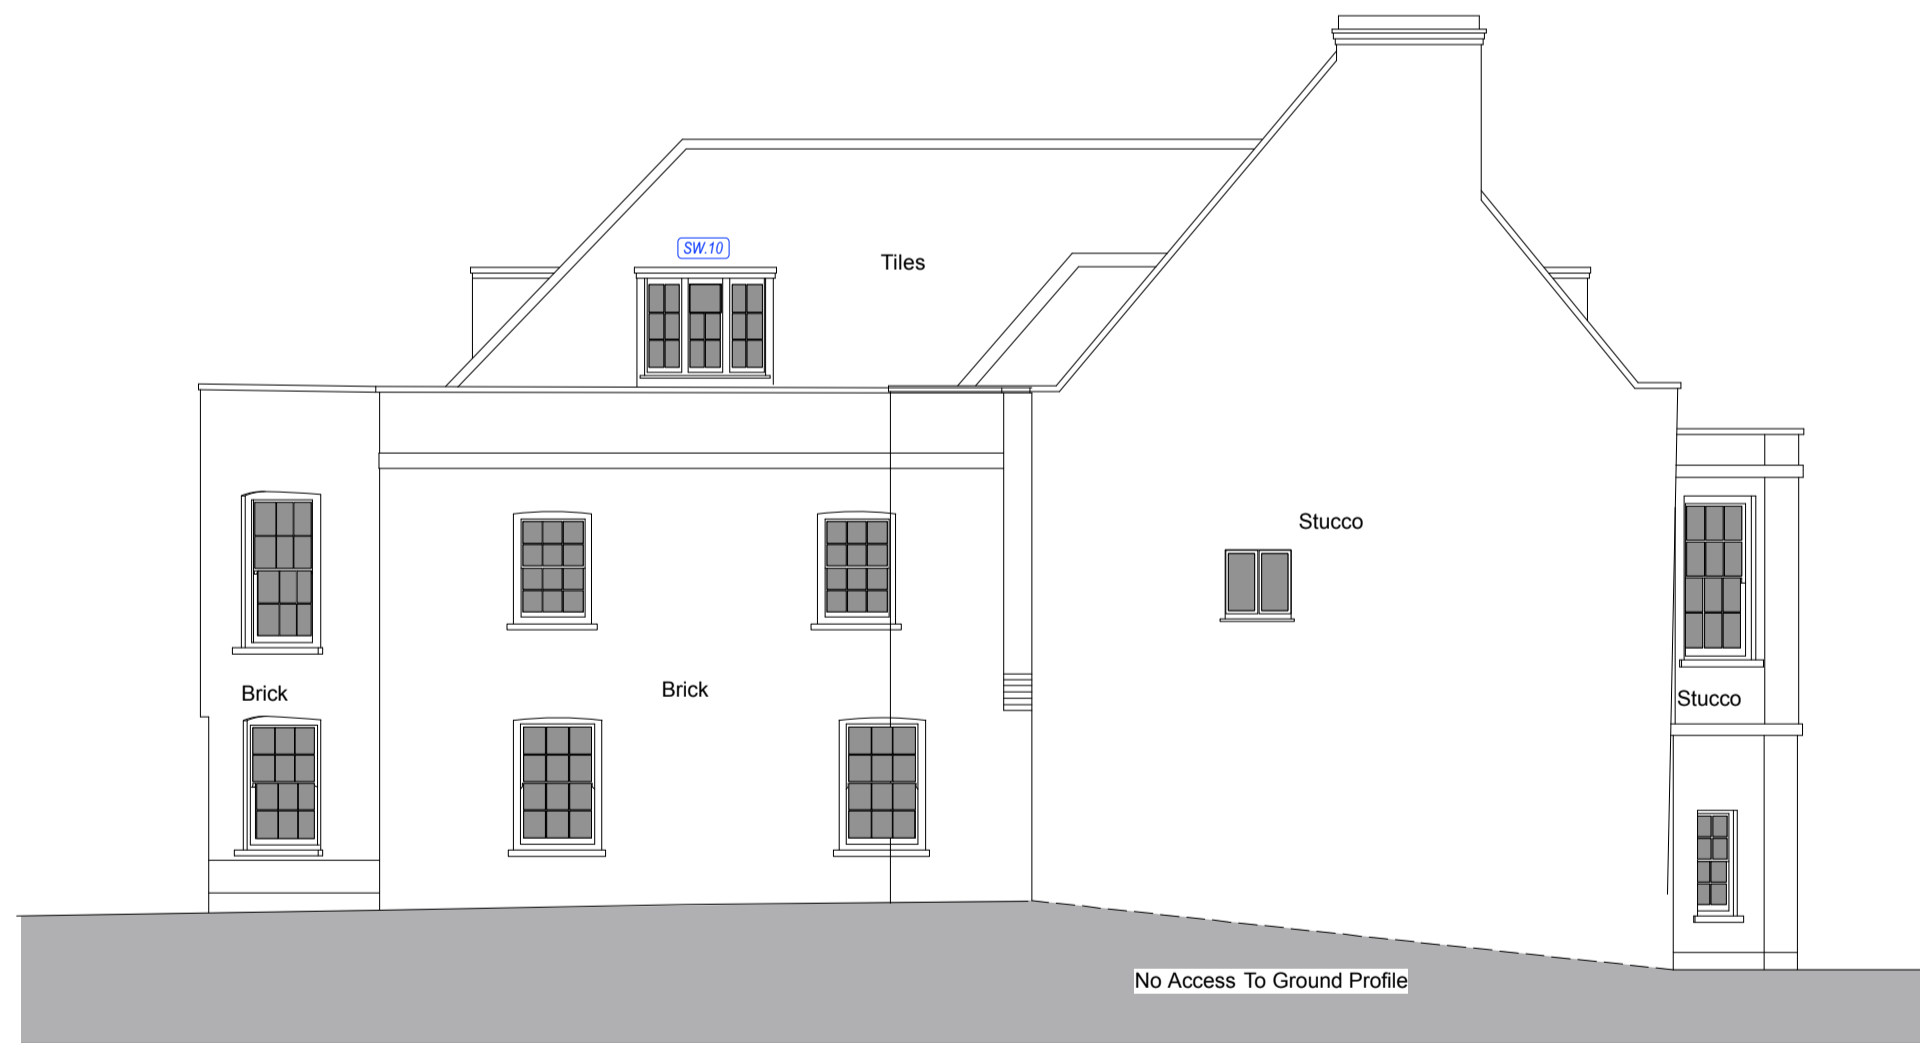 SW.10
Tiles
Stucco
Brick
Brick
Stucco
No Access To Ground Profile